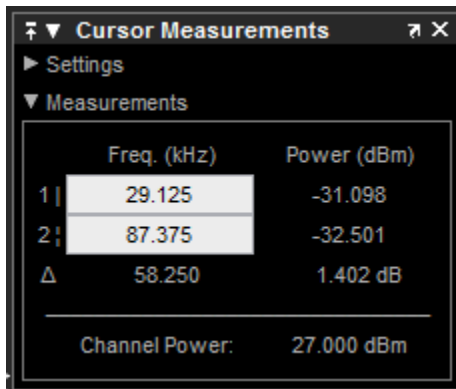 Cursor Measurements
Settings
Measurements
Freq. (kHz) Power (dBm)
1 | 29.125 -31.098
2 ¦ 87.375 -32.501
Δ 58.250 1.402 dB
Channel Power: 27.000 dBm